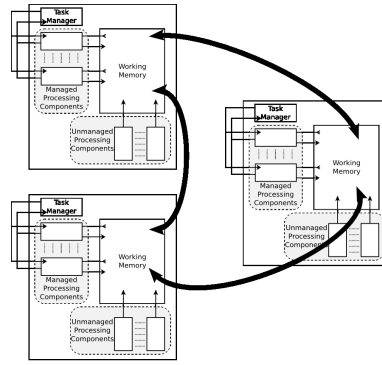 Task
Manager
Working
Memory
Managed
Processing
Components
Unmanaged
Processing
Components
Task
Manager
Working
Memory
Managed
Processing
Components
Unmanaged
Processing
Components
Task
Manager
Working
Memory
Managed
Processing
Components
Unmanaged
Processing
Components